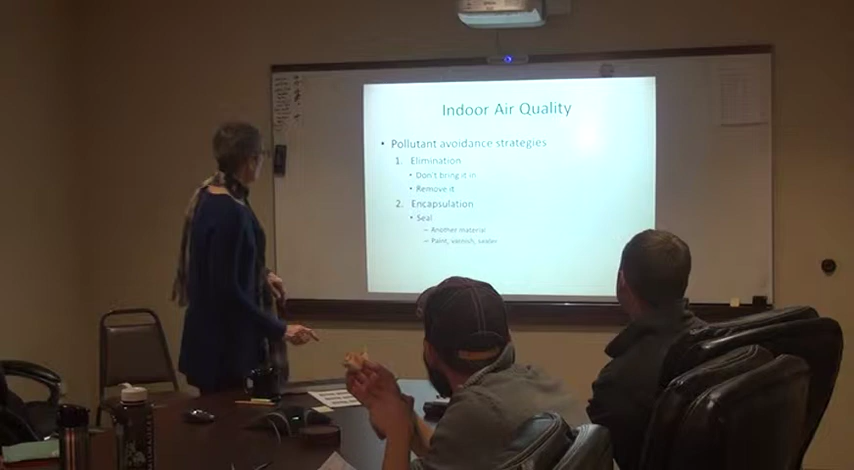 Indoor Air Quality
• Pollutant avoidance strategies
1. Elimination
• Don't bring it in
• Remove it
2. Encapsulation
• Seal
– Another material
– Paint, varnish, sealer